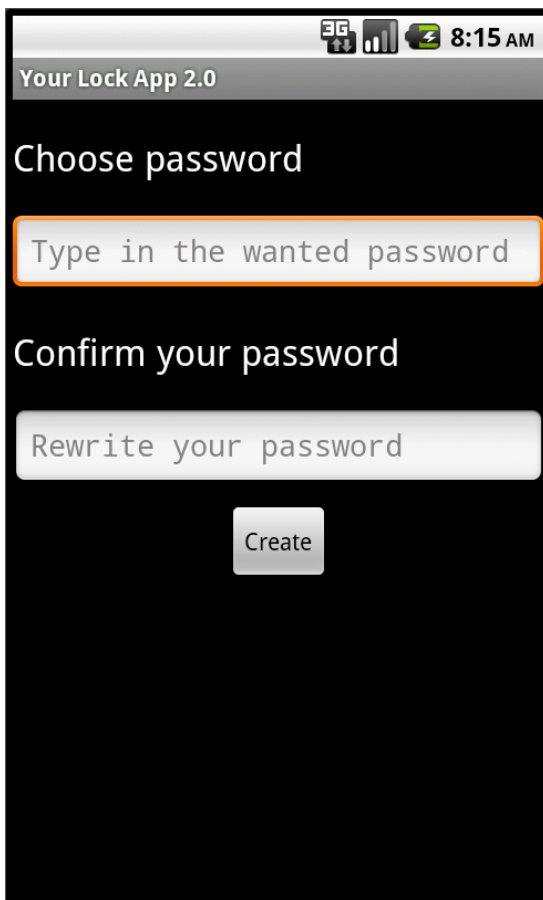 3G 8:15 AM
Your Lock App 2.0
Choose password
Type in the wanted password
Confirm your password
Rewrite your password
Create